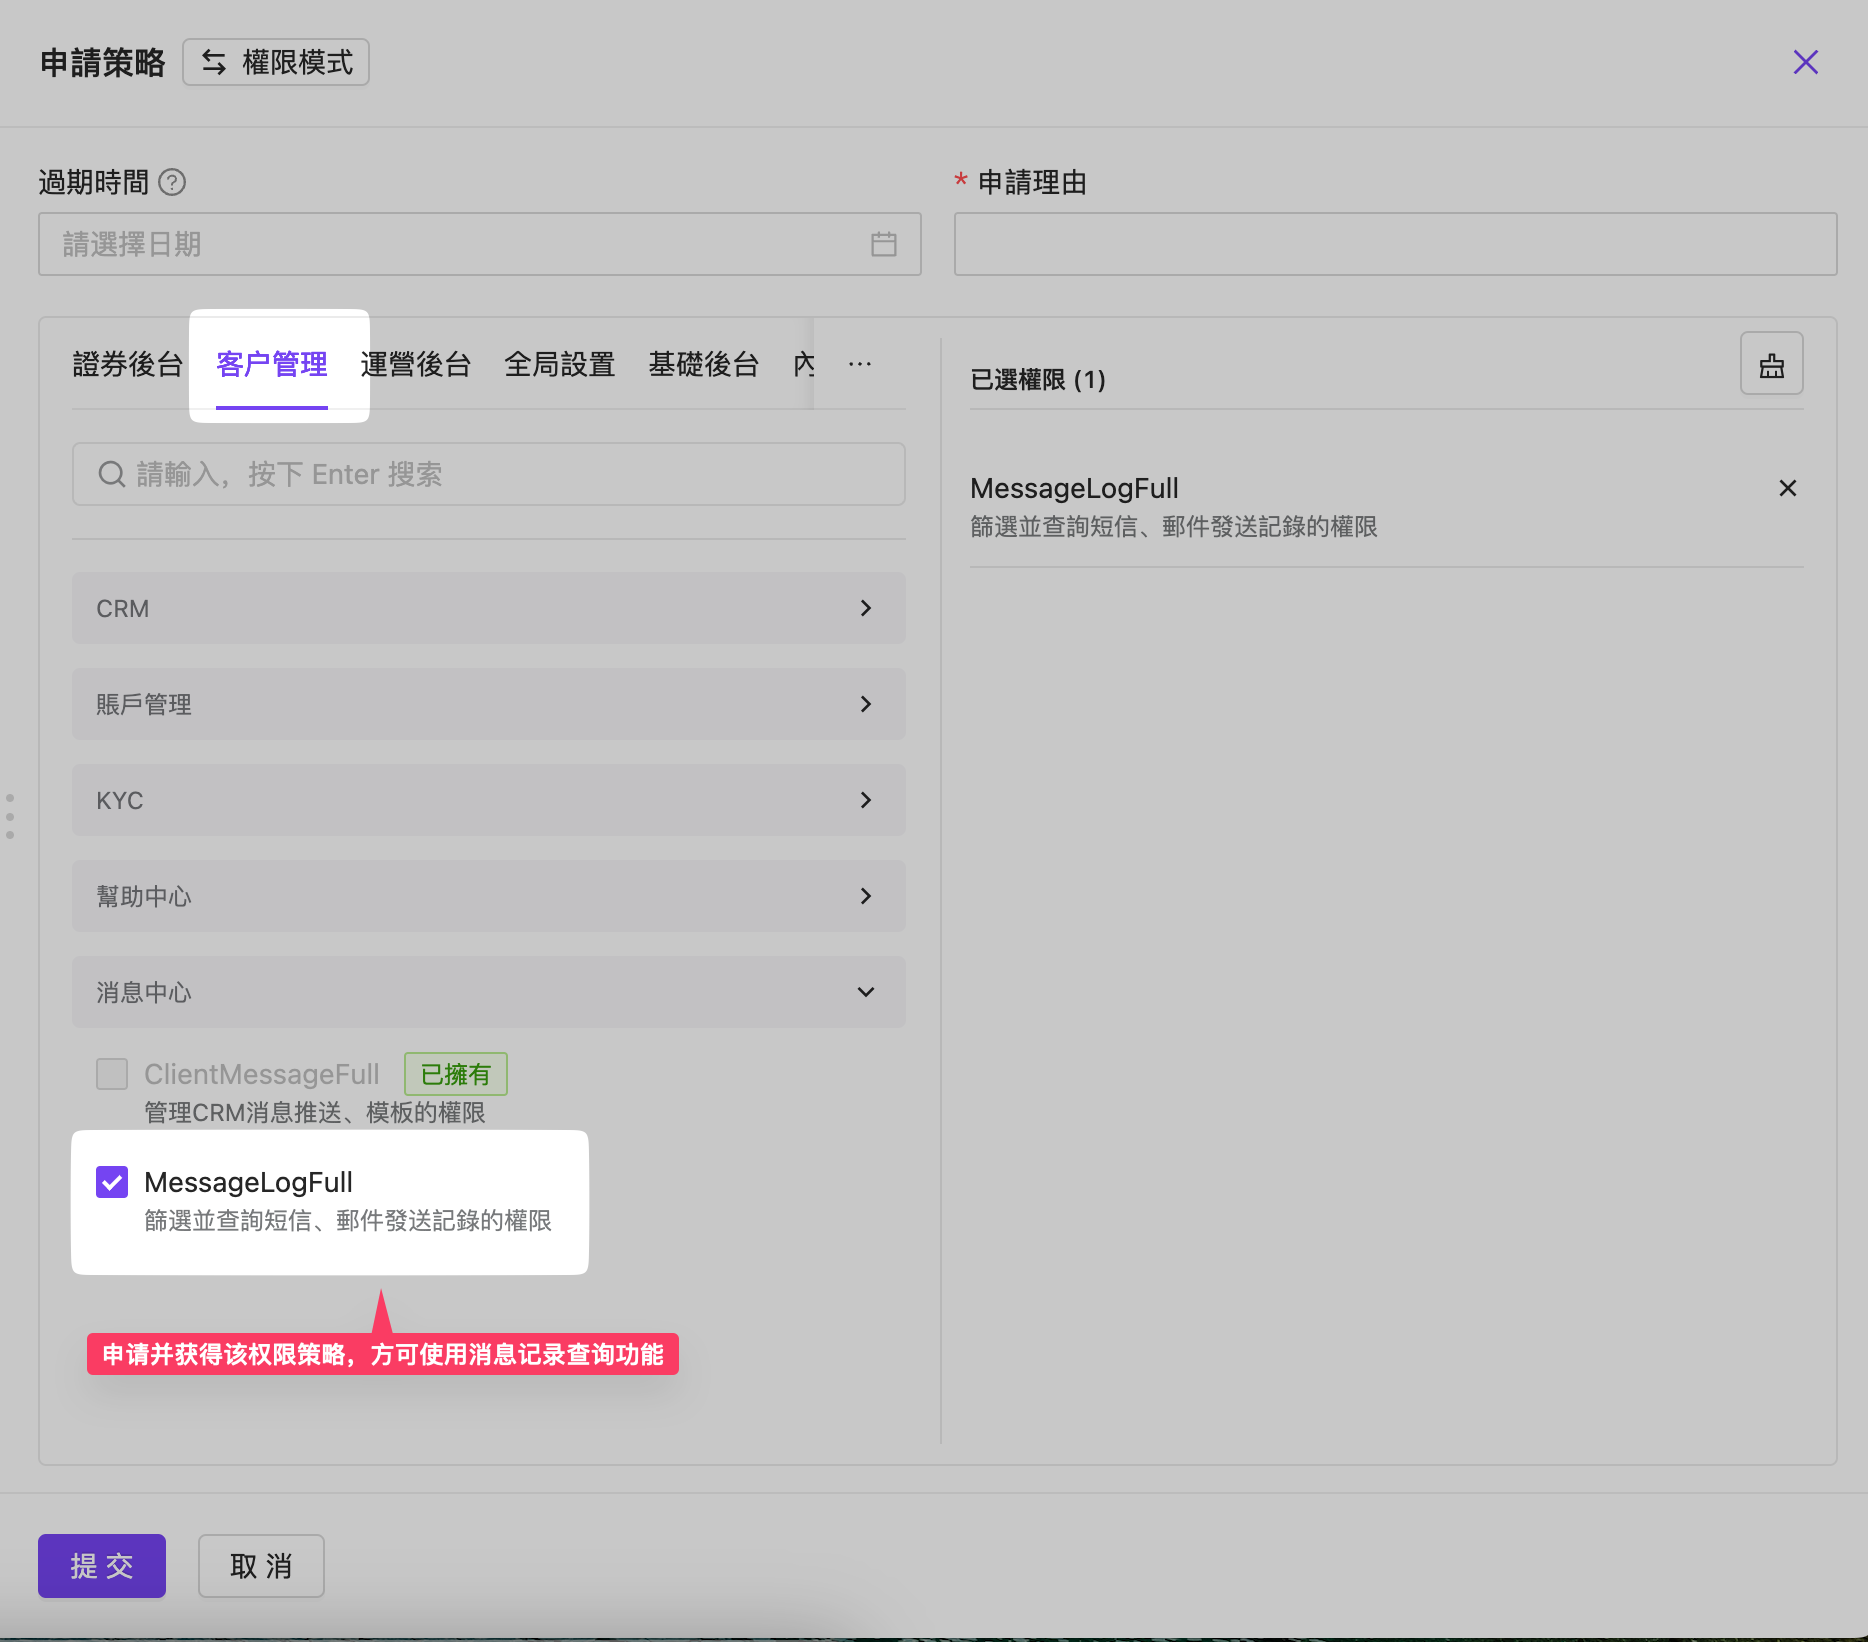 申請策略
權限模式
過期時間
請選擇日期
* 申請理由
證券後台
客户管理
運營後台
全局設置
基礎後台
內
請輸入，按下 Enter 搜索
CRM
賬戶管理
KYC
幫助中心
消息中心
ClientMessageFull
已擁有
管理CRM消息推送、模板的權限
MessageLogFull
篩選並查詢短信、郵件發送記錄的權限
申请并获得该权限策略，方可使用消息记录查询功能
已選權限 (1)
MessageLogFull
篩選並查詢短信、郵件發送記錄的權限
提交
取消